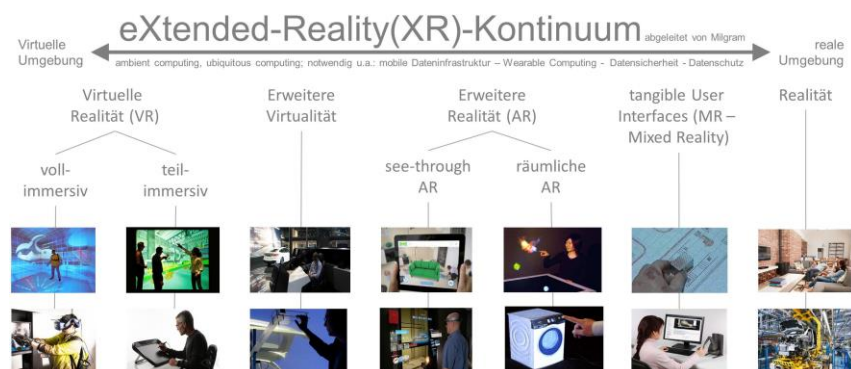 eXtended-Reality(XR)-Kontinuum abgeleitet von Milgram
Virtuelle
Umgebung
reale
Umgebung
ambient computing, ubiquitous computing; notwendig u.a.: mobile Dateninfrastruktur – Wearable Computing - Datensicherheit - Datenschutz
Virtuelle
Realität (VR)
Erweitere
Virtualität
Erweitere
Realität (AR)
tangible User
Interfaces (MR –
Mixed Reality)
Realität
voll-
immersiv
teil-
immersiv
see-through
AR
räumliche
AR